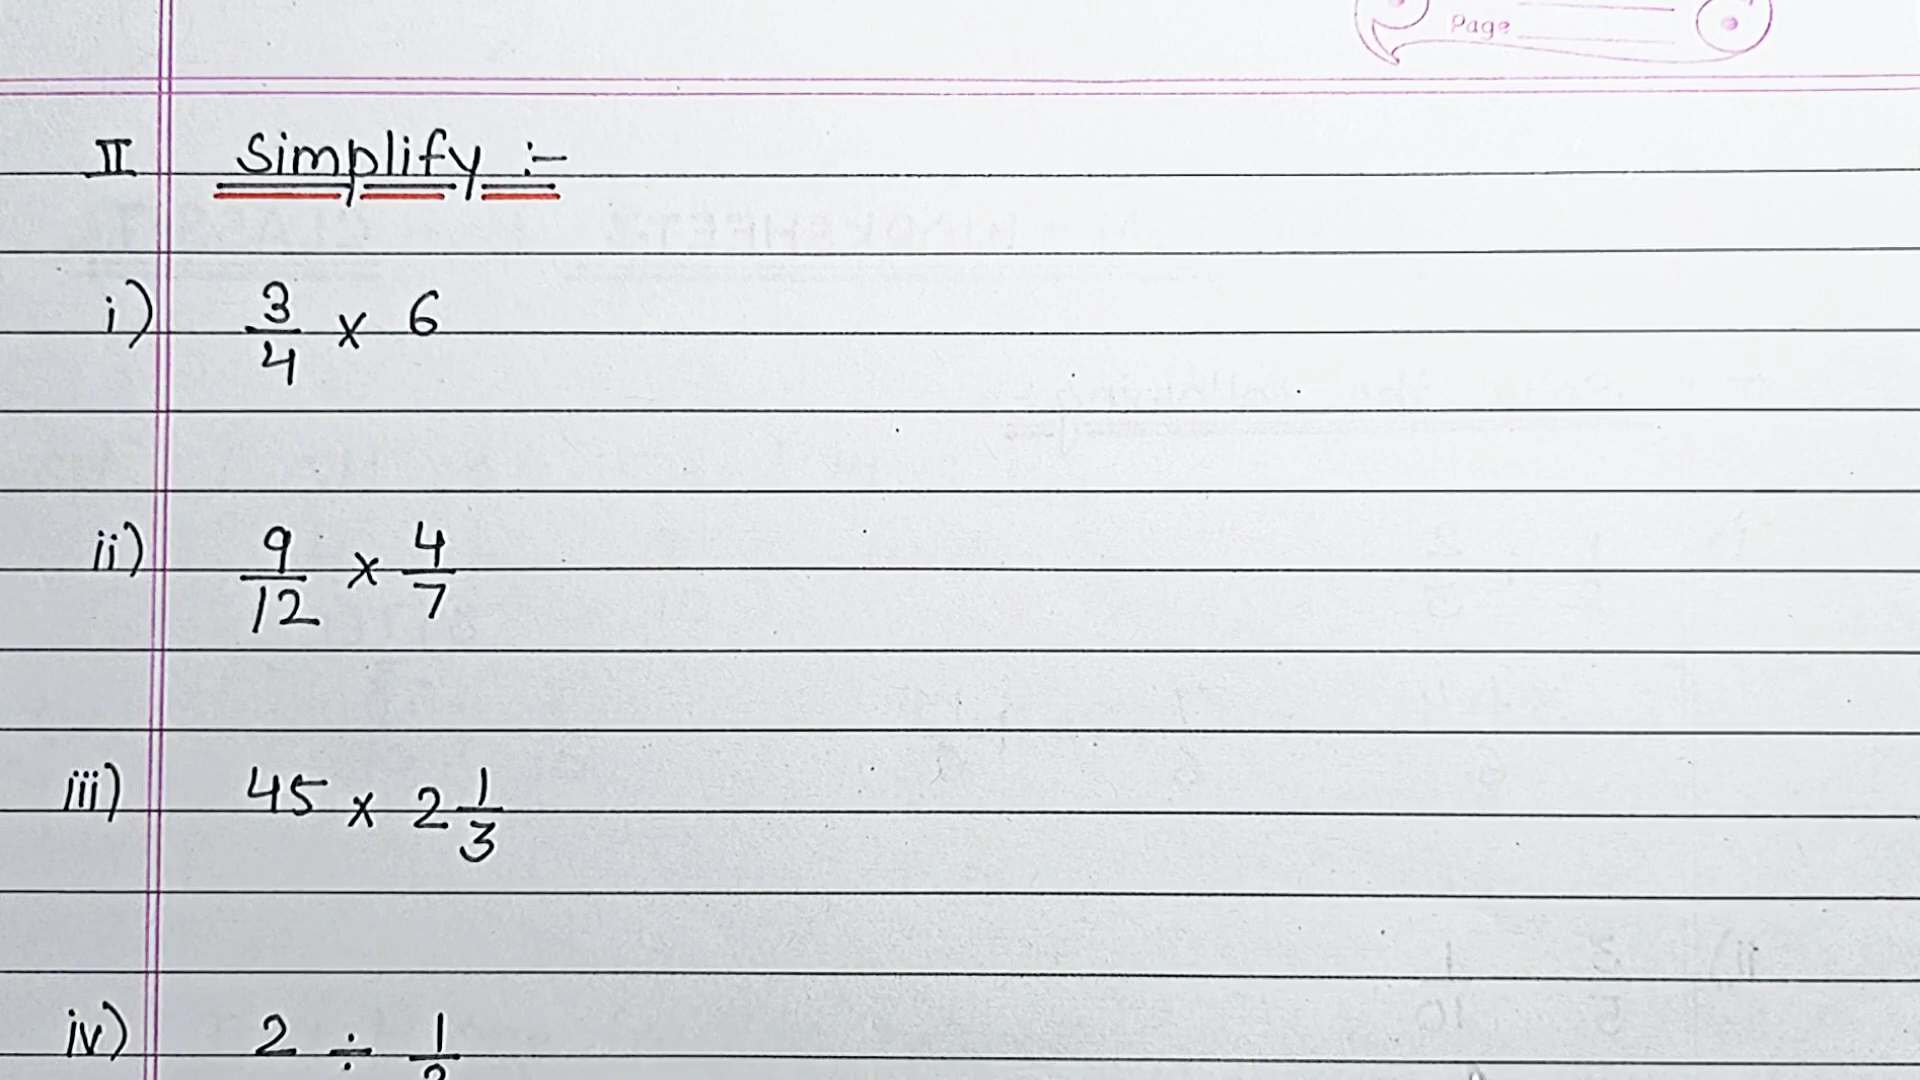 Page
II Simplify :-
i) 3/4 × 6
ii) 9/12 × 4/7
iii) 45 × 2 1/3
iv) 2 ÷ 1/